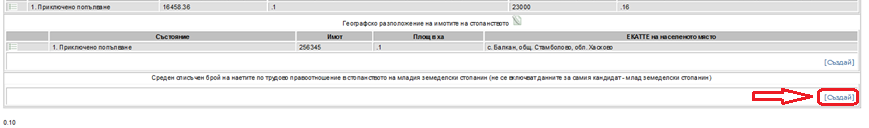 1. Приключено попълване 16458.36 .1 23000 .16
Географско разположение на имотите на стопанството
Състояние Имот Площ в ха ЕКАТТЕ на населеното място
1. Приключено попълване 256345 .1 с. Балкан, общ. Стамболово, обл. Хасково
[Създай]
Среден списъчен брой на наетите по трудово правоотношение в стопанството на младия земеделски стопанин (не се включват данните за самия кандидат - млад земеделски стопанин)
[Създай]
0.10